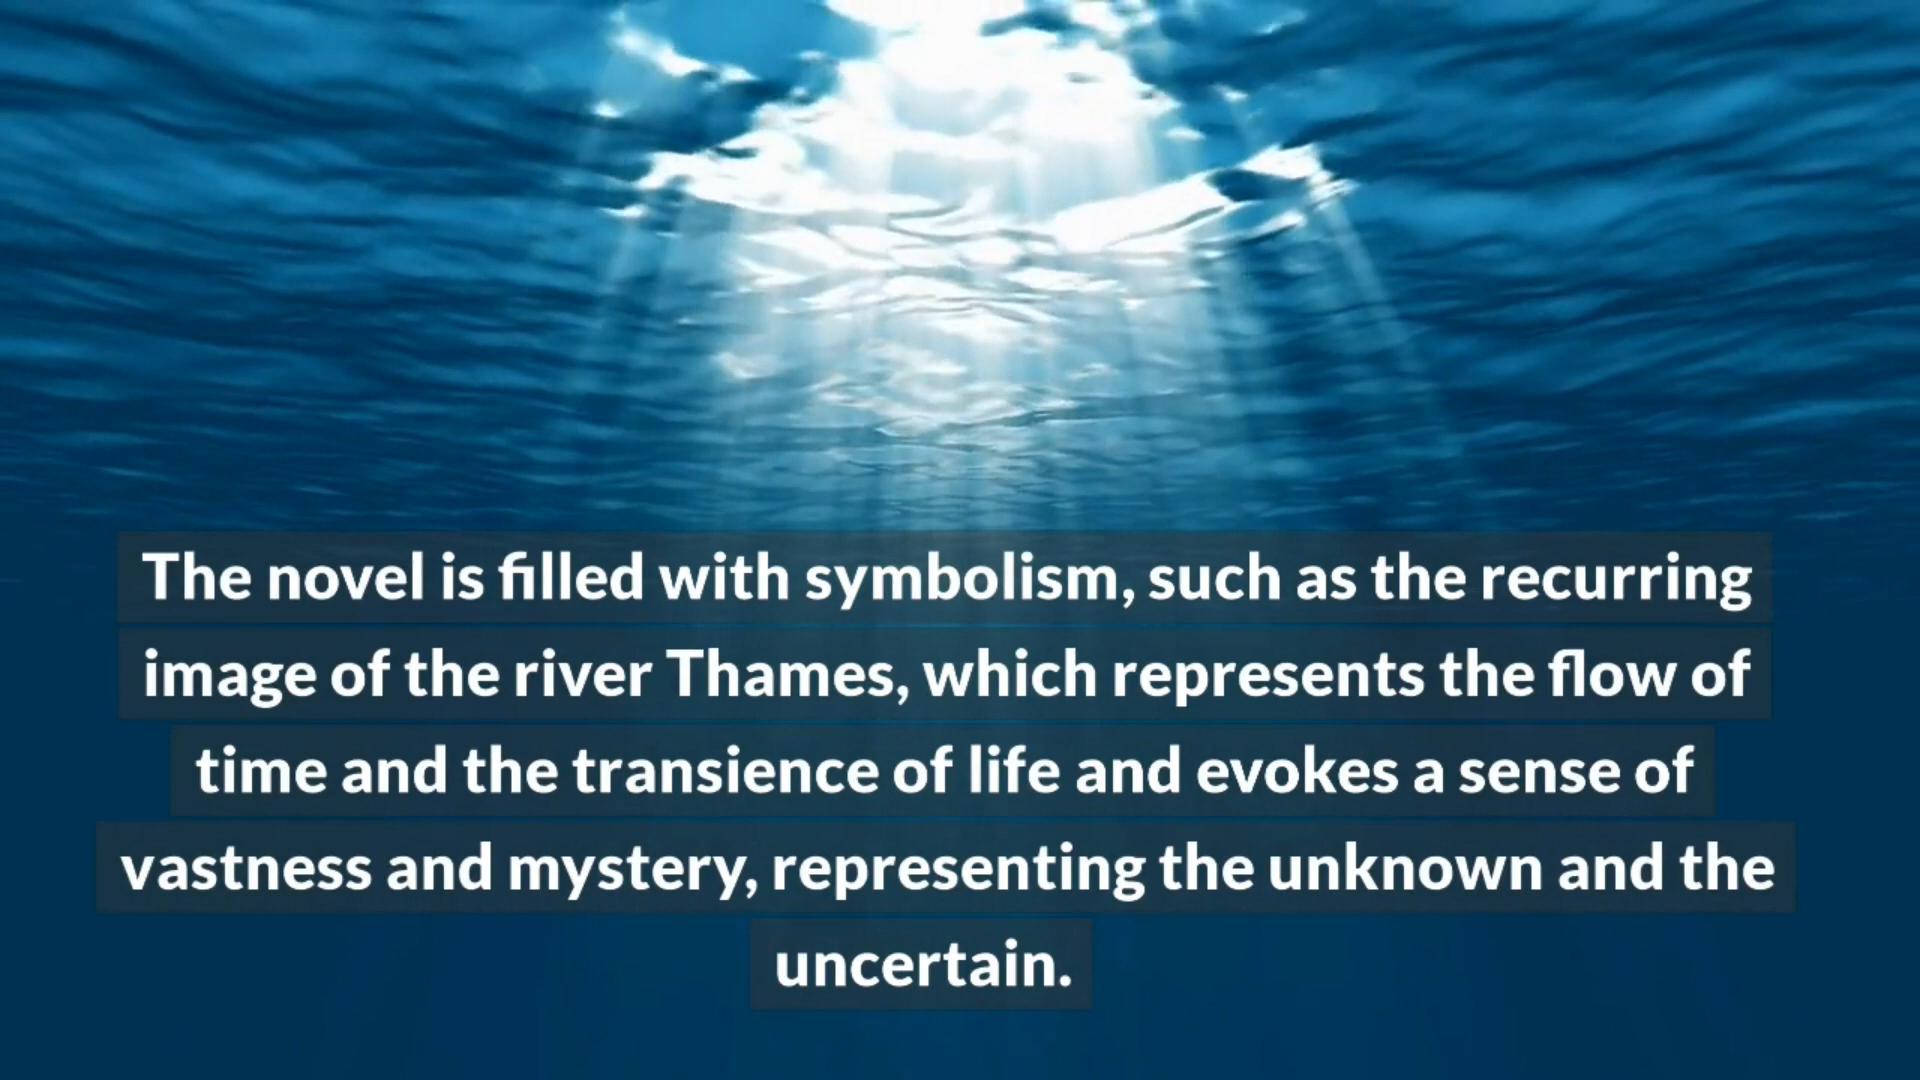 The novel is filled with symbolism, such as the recurring
image of the river Thames, which represents the flow of
time and the transience of life and evokes a sense of
vastness and mystery, representing the unknown and the
uncertain.